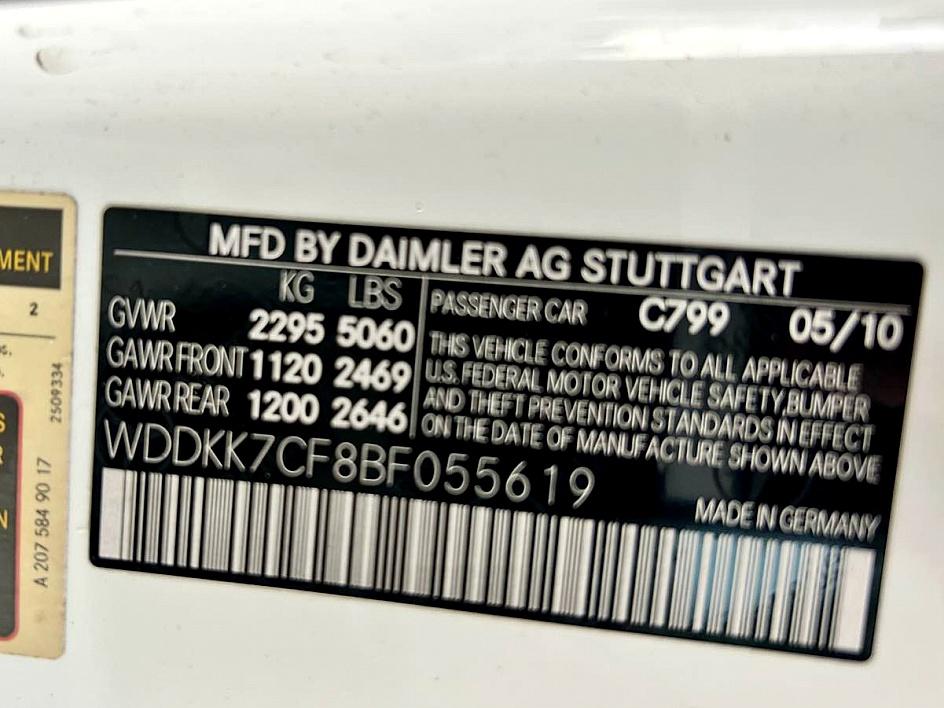 MFD BY DAIMLER AG STUTTGART
KG LBS
GVWR 2295 5060
GAWR FRONT 1120 2469
GAWR REAR 1200 2646
PASSENGER CAR C799 05/10
THIS VEHICLE CONFORMS TO ALL APPLICABLE
U.S. FEDERAL MOTOR VEHICLE SAFETY,BUMPER
AND THEFT PREVENTION STANDARDS IN EFFECT
ON THE DATE OF MANUFACTURE SHOWN ABOVE
WDDKK7CF8BF055619
MADE IN GERMANY
MENT
2
A 207 584 90 17
2509334